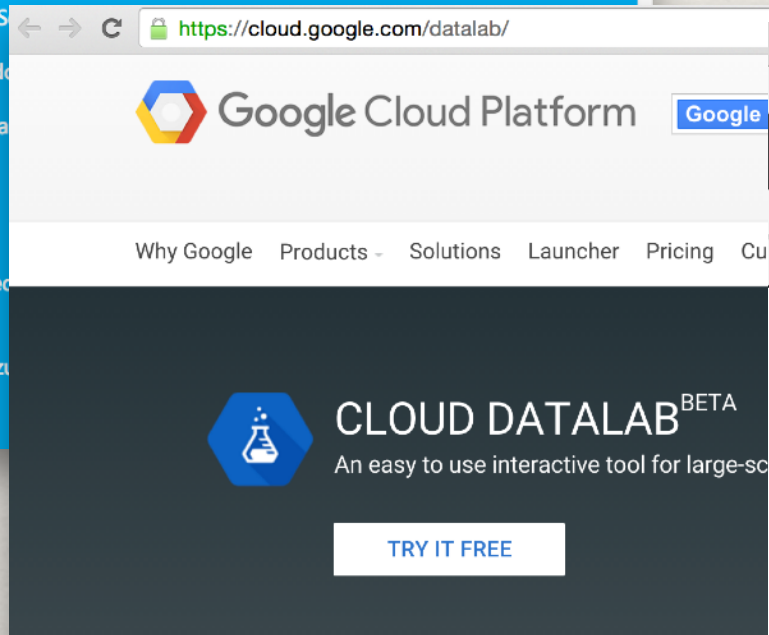 https://cloud.google.com/datalab/
Google Cloud Platform
Google
Why Google Products Solutions Launcher Pricing Cu
CLOUD DATALAB BETA
An easy to use interactive tool for large-sc
TRY IT FREE